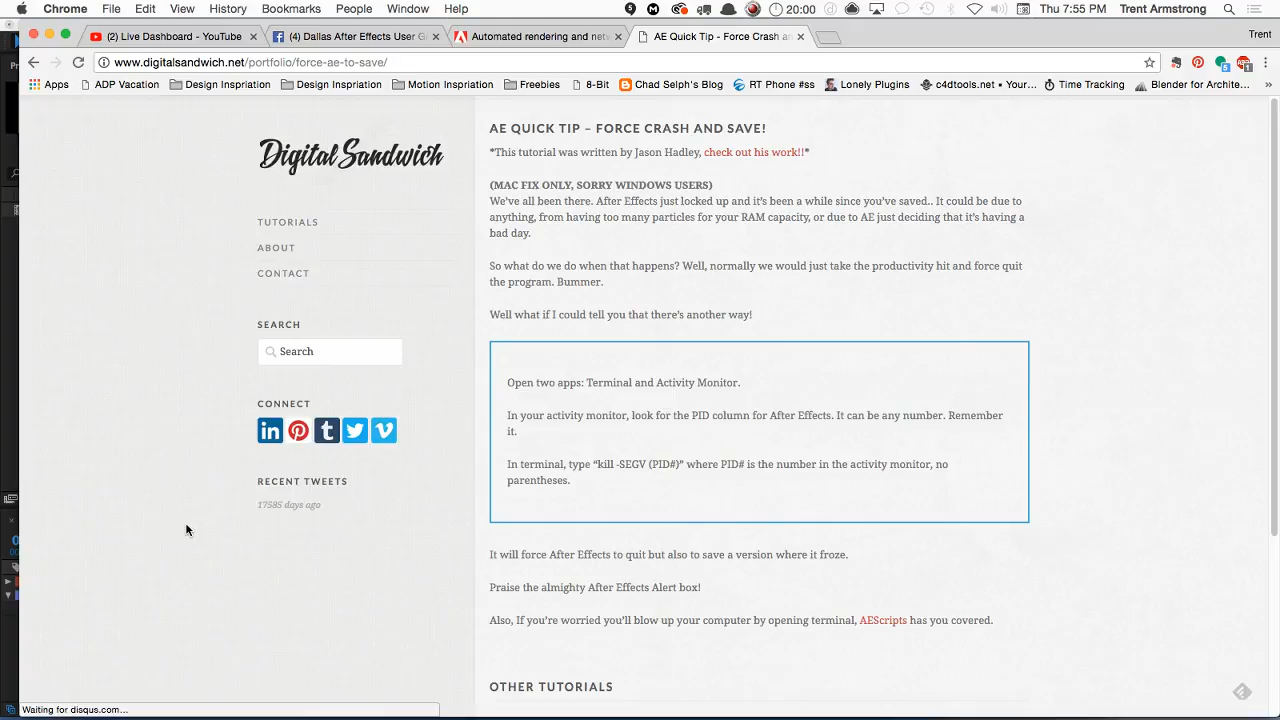 Chrome File Edit View History Bookmarks People Window Help 20:00 Thu 7:55 PM Trent Armstrong
(2) Live Dashboard - YouTube (4) Dallas After Effects User G Automated rendering and netw AE Quick Tip - Force Crash an Trent
www.digitalsandwich.net/portfolio/force-ae-to-save/
Apps ADP Vacation Design Inspriation Design Inspriation Motion Inspriation Freebies 8-Bit Chad Selph's Blog RT Phone #ss Lonely Plugins c4dtools.net • Your... Time Tracking Blender for Archite... »
Digital Sandwich
TUTORIALS
ABOUT
CONTACT
SEARCH
Search
CONNECT
RECENT TWEETS
17585 days ago
AE QUICK TIP – FORCE CRASH AND SAVE!
*This tutorial was written by Jason Hadley, check out his work!!*
(MAC FIX ONLY, SORRY WINDOWS USERS)
We've all been there. After Effects just locked up and it's been a while since you've saved.. It could be due to
anything, from having too many particles for your RAM capacity, or due to AE just deciding that it's having a
bad day.
So what do we do when that happens? Well, normally we would just take the productivity hit and force quit
the program. Bummer.
Well what if I could tell you that there's another way!
Open two apps: Terminal and Activity Monitor.
In your activity monitor, look for the PID column for After Effects. It can be any number. Remember
it.
In terminal, type “kill -SEGV (PID#)” where PID# is the number in the activity monitor, no
parentheses.
It will force After Effects to quit but also to save a version where it froze.
Praise the almighty After Effects Alert box!
Also, If you're worried you'll blow up your computer by opening terminal, AEScripts has you covered.
OTHER TUTORIALS
Waiting for disqus.com...